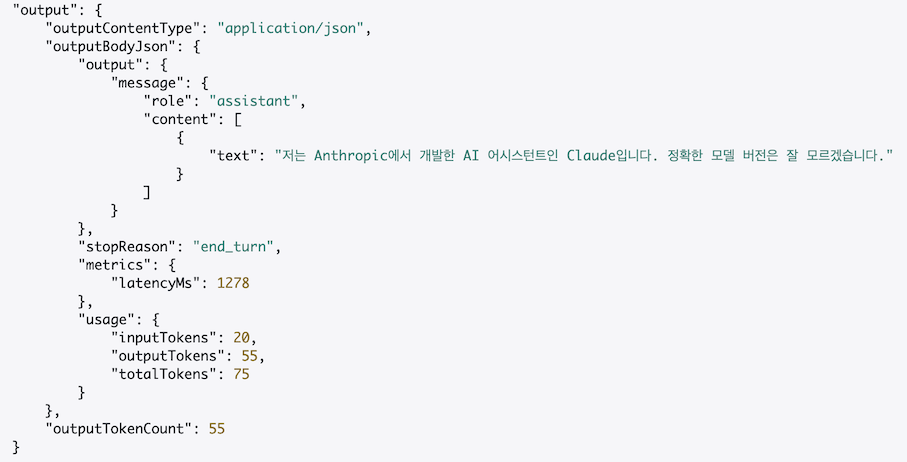 "output": {
"outputContentType": "application/json",
"outputBodyJson": {
"output": {
"message": {
"role": "assistant",
"content": [
{
"text": "저는 Anthropic에서 개발한 AI 어시스턴트인 Claude입니다. 정확한 모델 버전은 잘 모르겠습니다."
}
]
}
},
"stopReason": "end_turn",
"metrics": {
"latencyMs": 1278
},
"usage": {
"inputTokens": 20,
"outputTokens": 55,
"totalTokens": 75
}
},
"outputTokenCount": 55
}